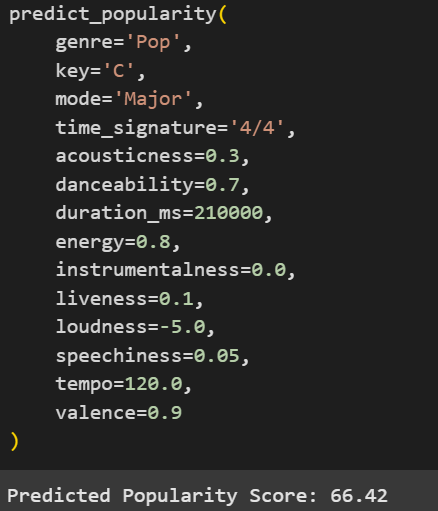 predict_popularity(
    genre='Pop',
    key='C',
    mode='Major',
    time_signature='4/4',
    acousticness=0.3,
    danceability=0.7,
    duration_ms=210000,
    energy=0.8,
    instrumentalness=0.0,
    liveness=0.1,
    loudness=-5.0,
    speechiness=0.05,
    tempo=120.0,
    valence=0.9
)
Predicted Popularity Score: 66.42